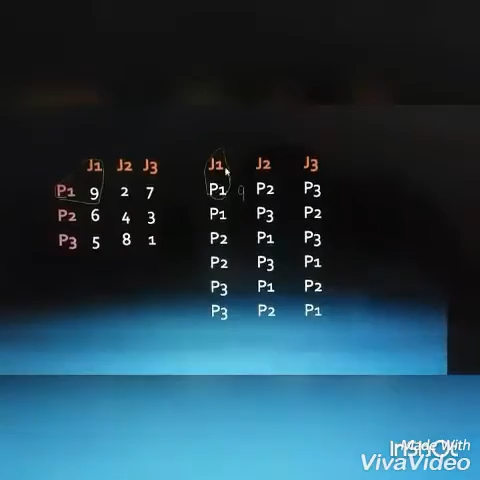 J1 J2 J3
P1 9 2 7
P2 6 4 3
P3 5 8 1
J1 J2 J3
P1 9 P2 P3
P1 P3 P2
P2 P1 P3
P2 P3 P1
P3 P1 P2
P3 P2 P1
InShOt
Made With
VivaVideo